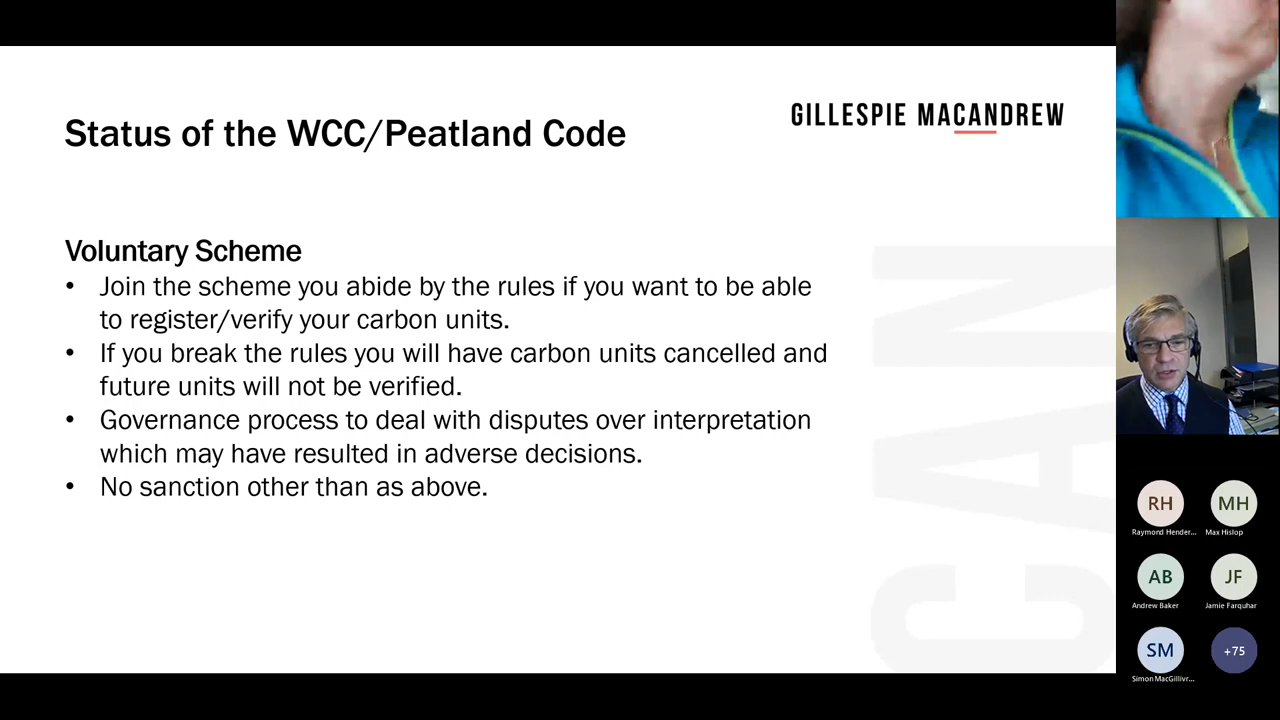 GILLESPIE MACANDREW
Status of the WCC/Peatland Code
Voluntary Scheme
• Join the scheme you abide by the rules if you want to be able
to register/verify your carbon units.
• If you break the rules you will have carbon units cancelled and
future units will not be verified.
• Governance process to deal with disputes over interpretation
which may have resulted in adverse decisions.
• No sanction other than as above.
CAN
RH MH
Raymond Hender... Max Hislop
AB JF
Andrew Baker Jamie Farquhar
SM +75
Simon MacGillivr...